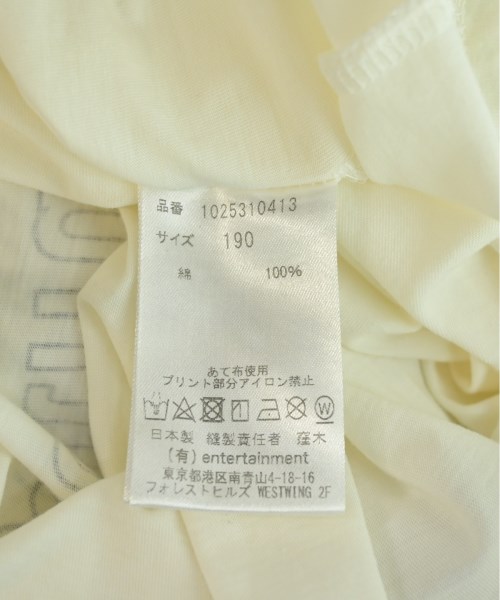 品番 1025310413
サイズ 190
綿 100%
あて布使用
プリント部分アイロン禁止
W
日本製 縫製責任者 窪木
(有) entertainment
東京都港区南青山4-18-16
フォレストヒルズ WESTWING 2F